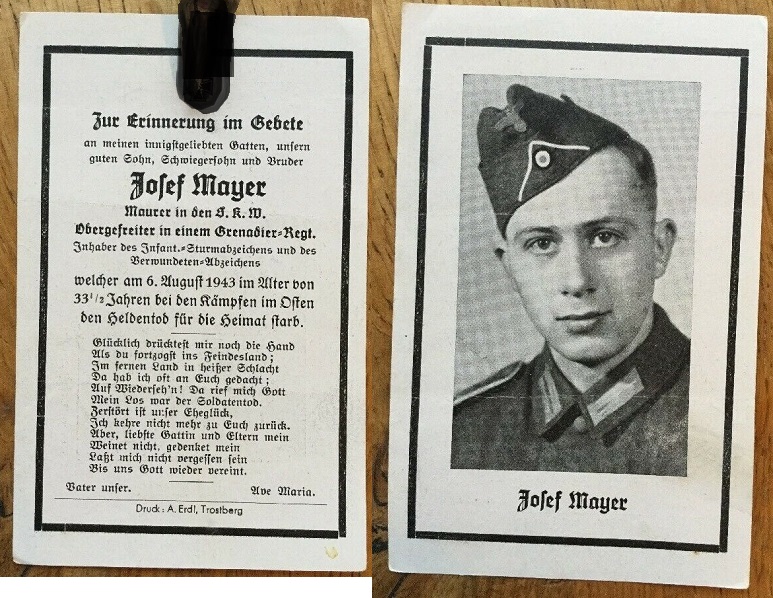 Zur Erinnerung im Gebete
an meinen innigstgeliebten Gatten, unsern
guten Sohn, Schwiegersohn und Bruder
Josef Mayer
Maurer in den S. K. W.
Obergefreiter in einem Grenadier-Regt.
Inhaber des Infant.-Sturmabzeichens und des
Verwundeten-Abzeichens
welcher am 6. August 1943 im Alter von
33 1/2 Jahren bei den Kämpfen im Osten
den Heldentod für die Heimat starb.
Glücklich drücktest mir noch die Hand
Als du fortzogst ins Feindesland;
Im fernen Land in heißer Schlacht
Da hab ich oft an Euch gedacht;
Auf Wiederseh'n! Da rief mich Gott
Mein Los war der Soldatentod.
Zerstört ist unser Eheglück,
Ich kehre nicht mehr zu Euch zurück.
Aber, liebste Gattin und Eltern mein
Weinet nicht, gedenket mein
Laßt mich nicht vergessen sein
Bis uns Gott wieder vereint.
Vater unser. Ave Maria.
Druck: A. Erdl, Trostberg
Josef Mayer